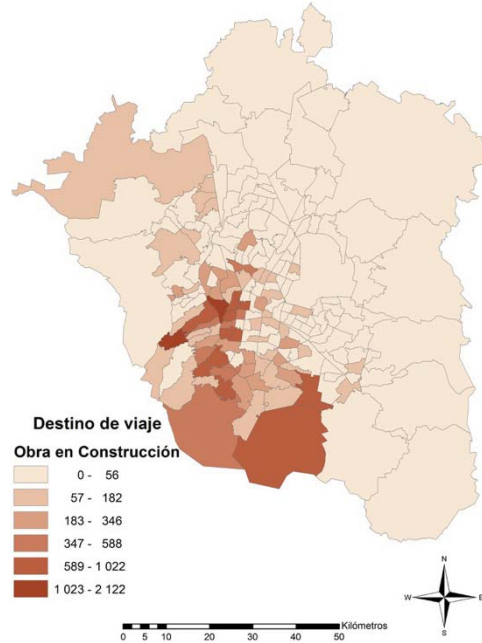 Destino de viaje
Obra en Construcción
0 - 56
57 - 182
183 - 346
347 - 588
589 - 1 022
1 023 - 2 122
N
W E
S
Kilómetros
0 5 10 20 30 40 50